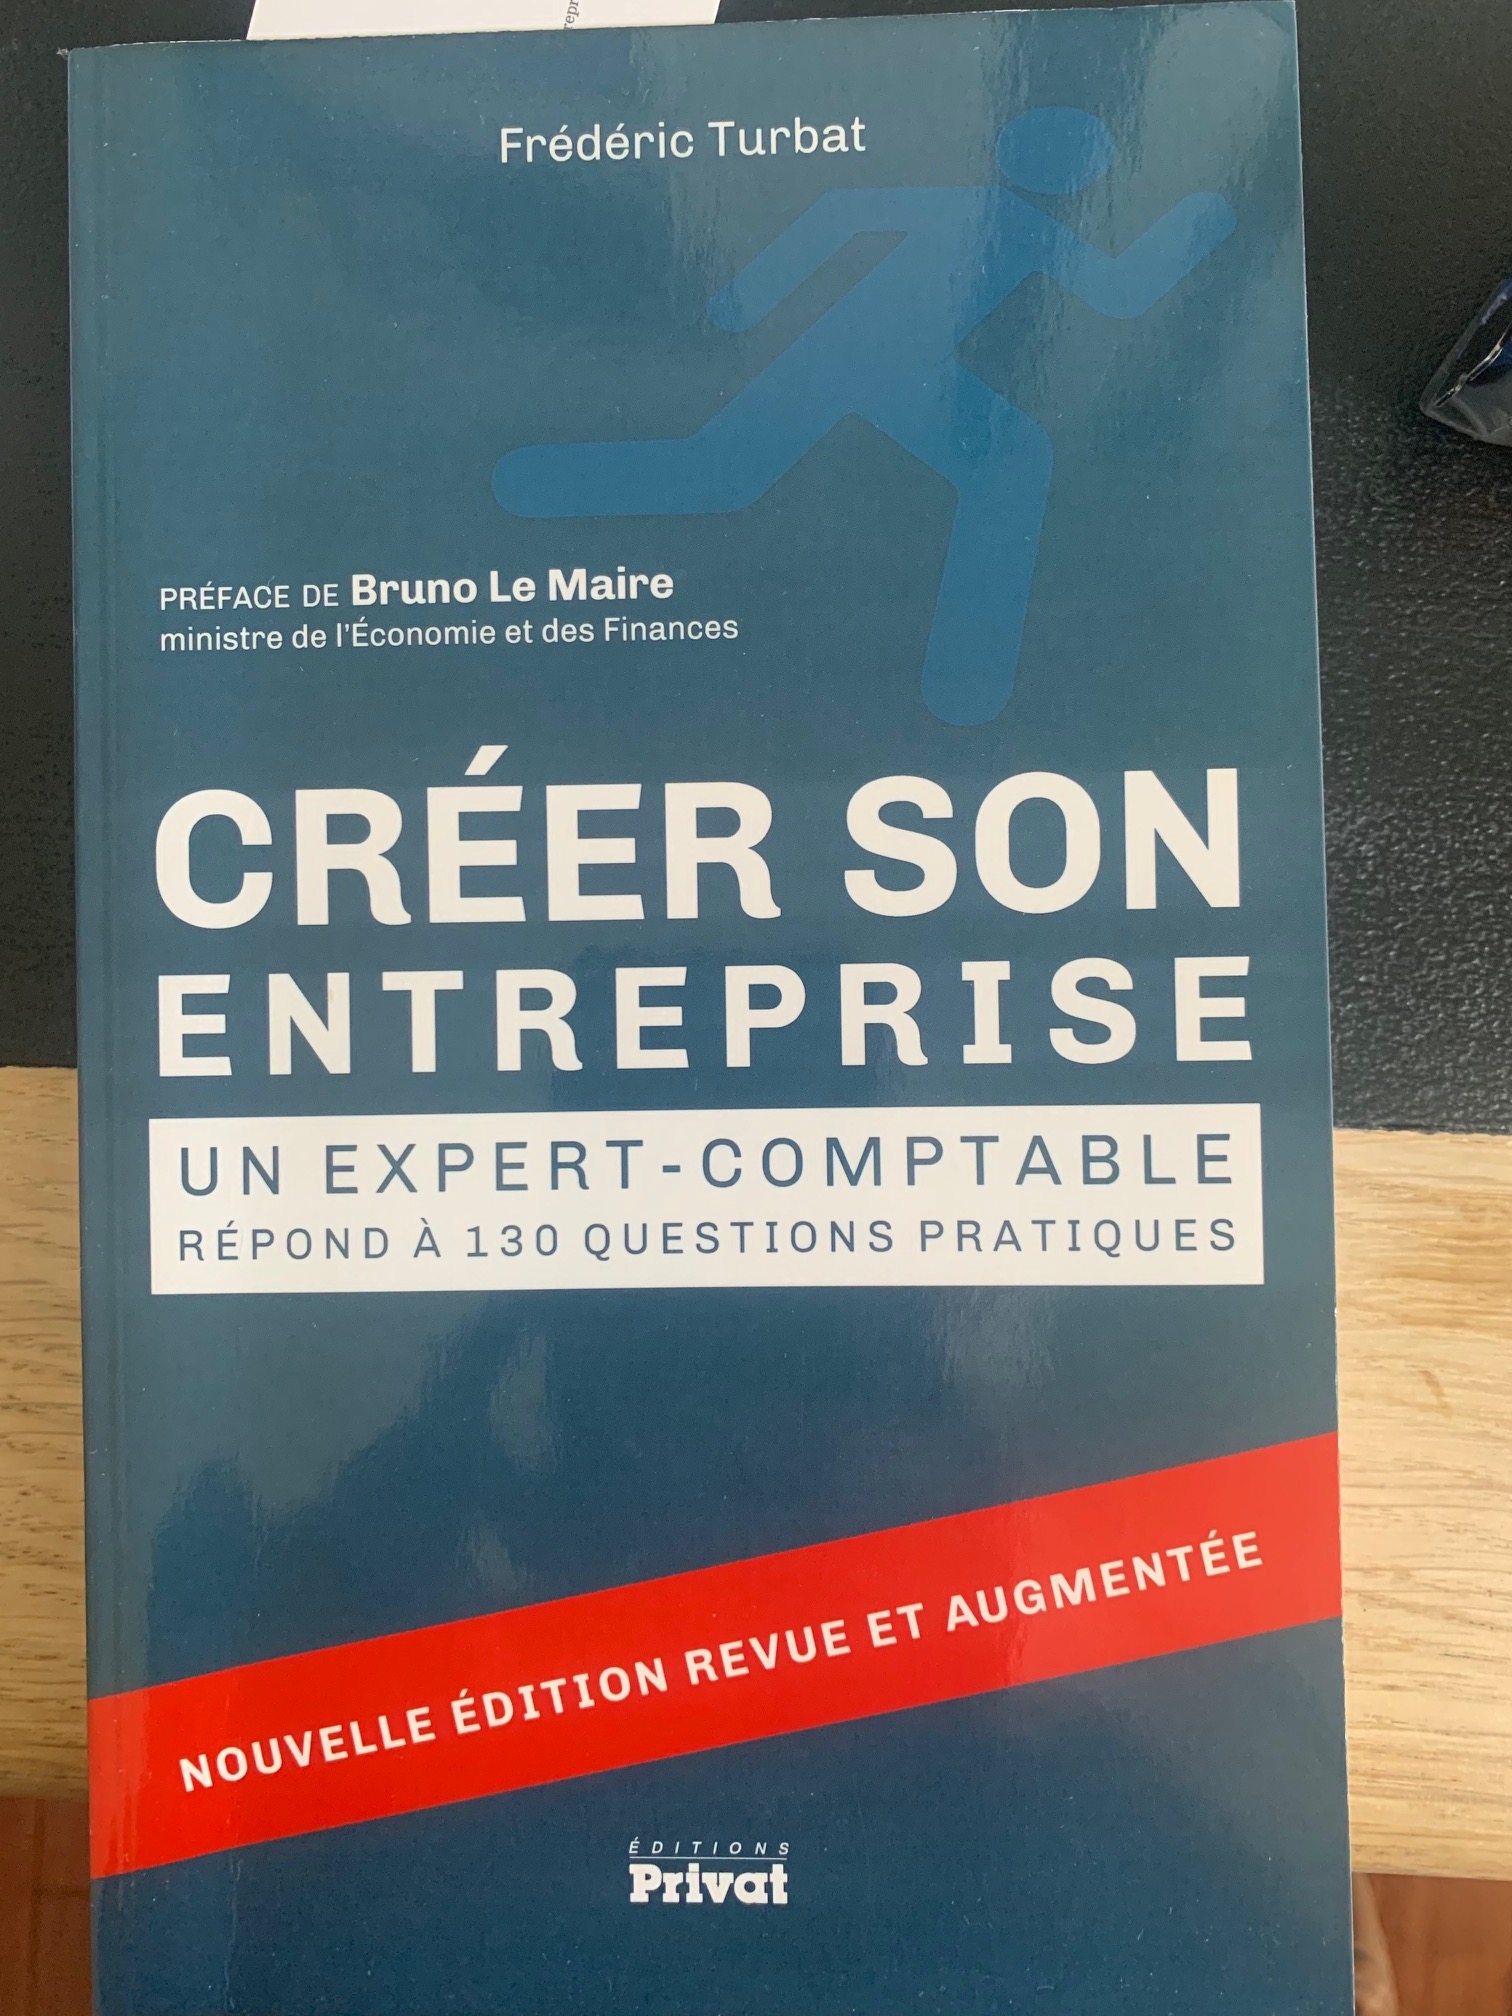 Frédéric Turbat
PRÉFACE DE Bruno Le Maire
ministre de l'Économie et des Finances
CRÉER SON
ENTREPRISE
UN EXPERT-COMPTABLE
RÉPOND À 130 QUESTIONS PRATIQUES
NOUVELLE ÉDITION REVUE ET AUGMENTÉE
ÉDITIONS
Privat